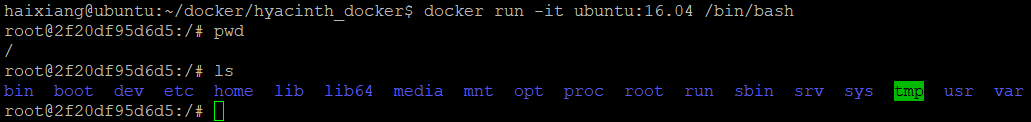 haixiang@ubuntu:~/docker/hyacinth_docker$ docker run -it ubuntu:16.04 /bin/bash
root@2f20df95d6d5:/# pwd
/
root@2f20df95d6d5:/# ls
bin boot dev etc home lib lib64 media mnt opt proc root run sbin srv sys tmp usr var
root@2f20df95d6d5:/#